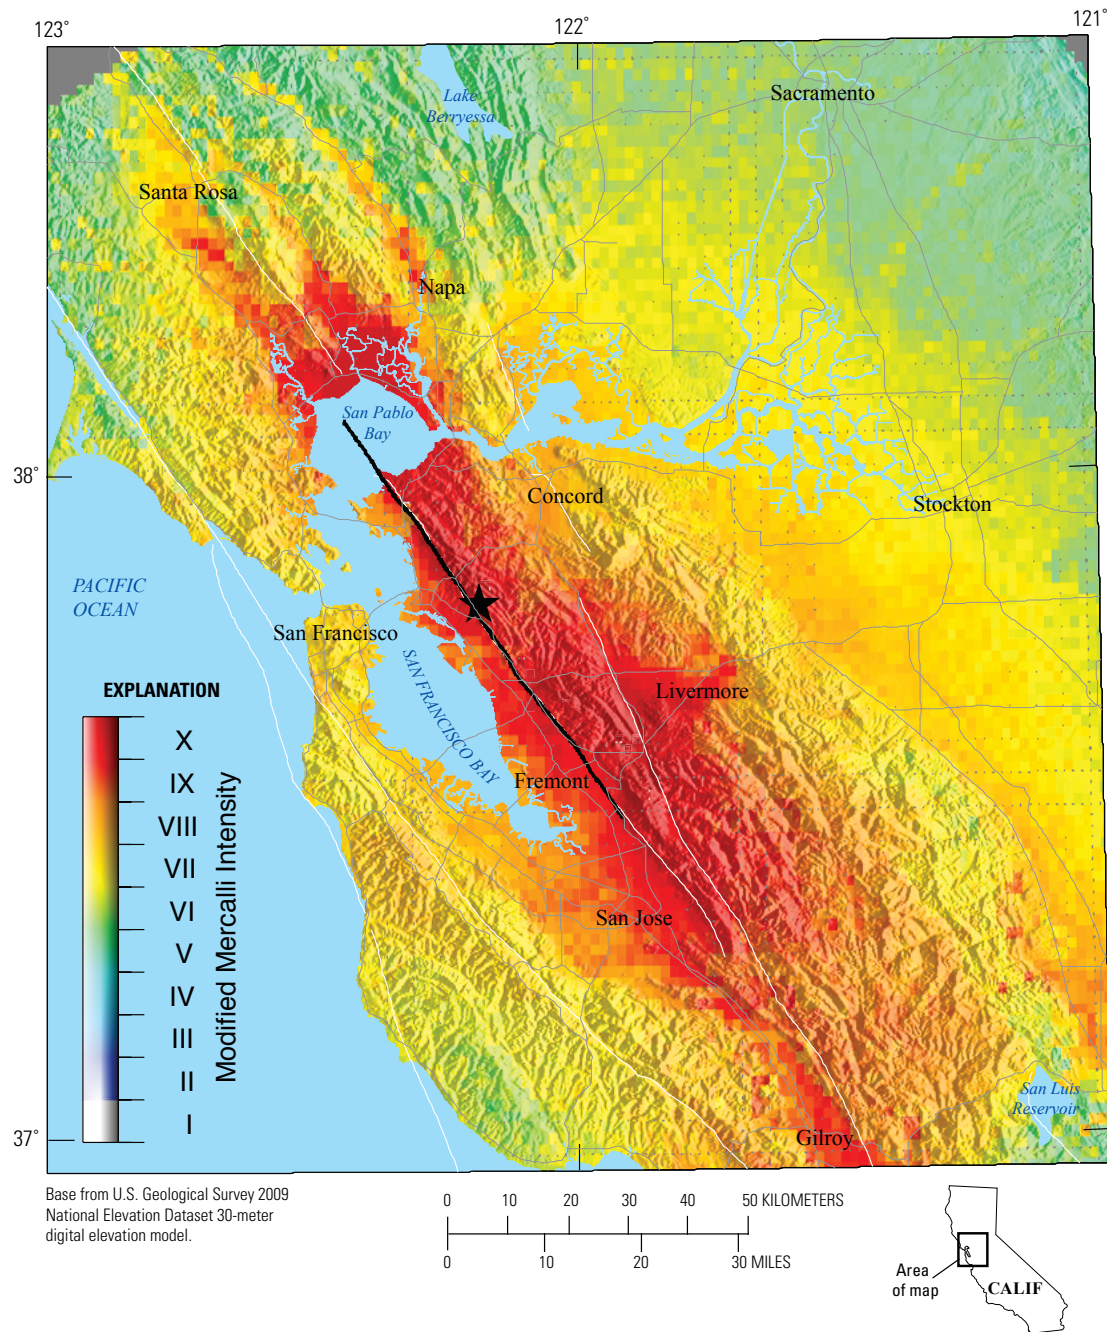 123°
122°
121°
Sacramento
Lake
Berryessa
Santa Rosa
Napa
San Pablo
Bay
38°
Concord
Stockton
PACIFIC
OCEAN
San Francisco
SAN FRANCISCO BAY
Livermore
EXPLANATION
X
IX
VIII
VII
VI
V
IV
III
II
I
Modified Mercalli Intensity
Fremont
San Jose
San Luis
Reservoir
37°
Gilroy
Base from U.S. Geological Survey 2009
National Elevation Dataset 30-meter
digital elevation model.
0 10 20 30 40 50 KILOMETERS
0 10 20 30 MILES
Area
of map
CALIF